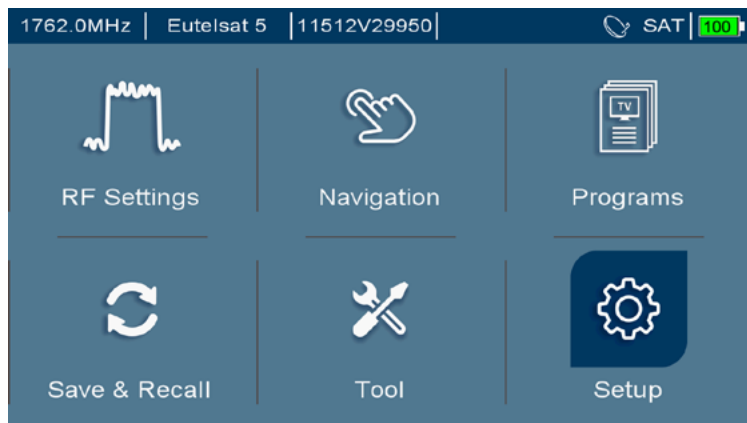 1762.0MHz | Eutelsat 5 | 11512V29950 | SAT | 100
TV
RF Settings Navigation Programs
Save & Recall Tool Setup